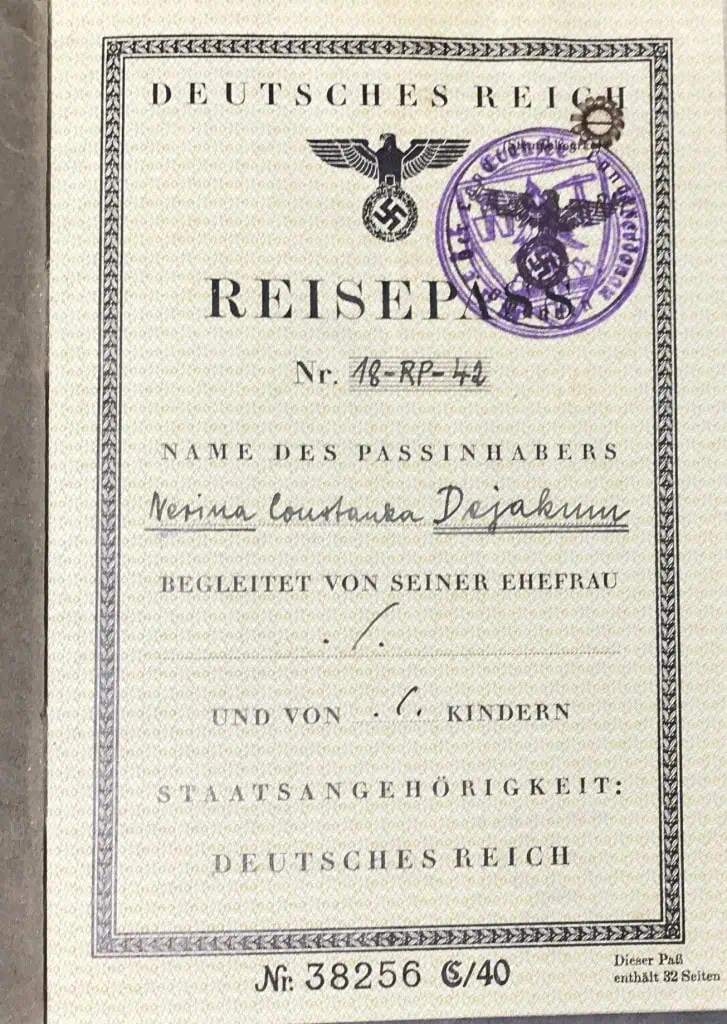 DEUTSCHES REICH
REISEPASS
Nr. 18-RP-42
NAME DES PASSINHABERS
Nerina Constanza Dejakum
BEGLEITET VON SEINER EHEFRAU
./.
UND VON ./. KINDERN
STAATSANGEHÖRIGKEIT:
DEUTSCHES REICH
Nr. 38256 C/40
Dieser Paß
enthält 32 Seiten